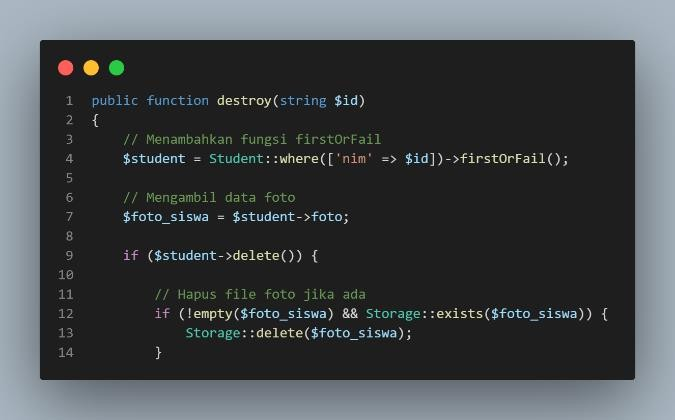 1 public function destroy(string $id)
2 {
3     // Menambahkan fungsi firstOrFail
4     $student = Student::where(['nim' => $id])->firstOrFail();
5
6     // Mengambil data foto
7     $foto_siswa = $student->foto;
8
9     if ($student->delete()) {
10
11         // Hapus file foto jika ada
12         if (!empty($foto_siswa) && Storage::exists($foto_siswa)) {
13             Storage::delete($foto_siswa);
14         }